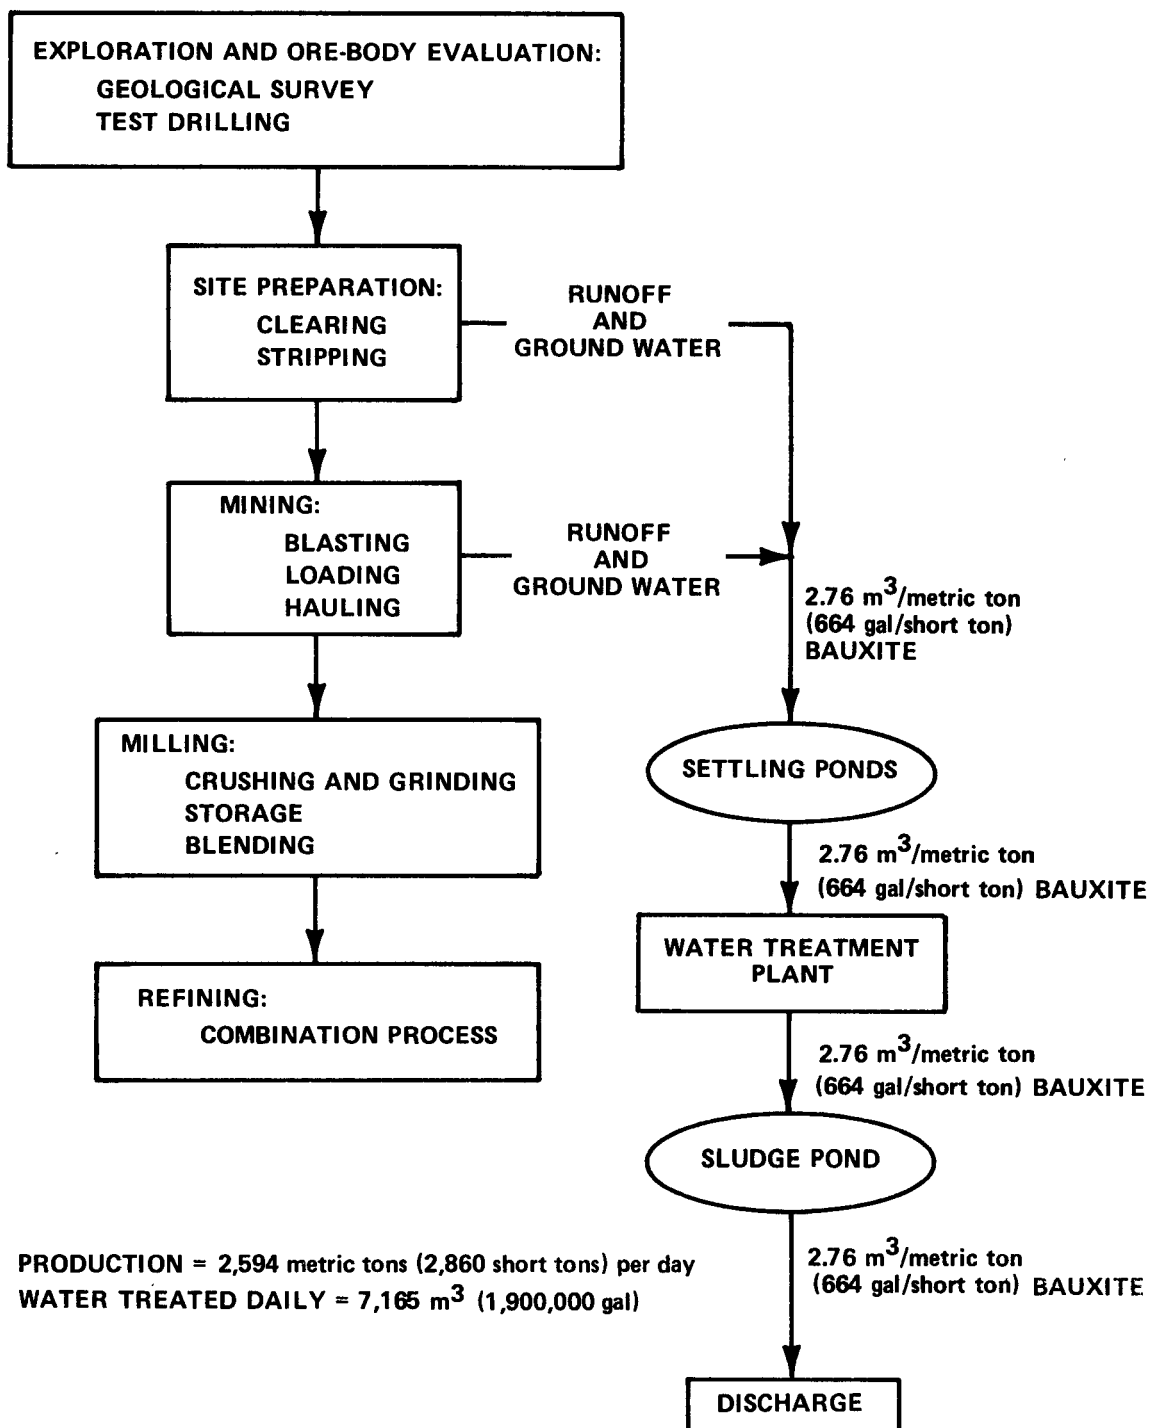 EXPLORATION AND ORE-BODY EVALUATION:
GEOLOGICAL SURVEY
TEST DRILLING
SITE PREPARATION:
CLEARING
STRIPPING
RUNOFF
AND
GROUND WATER
MINING:
BLASTING
LOADING
HAULING
RUNOFF
AND
GROUND WATER
2.76 m³/metric ton
(664 gal/short ton)
BAUXITE
MILLING:
CRUSHING AND GRINDING
STORAGE
BLENDING
SETTLING PONDS
2.76 m³/metric ton
(664 gal/short ton) BAUXITE
WATER TREATMENT
PLANT
REFINING:
COMBINATION PROCESS
2.76 m³/metric ton
(664 gal/short ton) BAUXITE
SLUDGE POND
PRODUCTION = 2,594 metric tons (2,860 short tons) per day
WATER TREATED DAILY = 7,165 m³ (1,900,000 gal)
2.76 m³/metric ton
(664 gal/short ton) BAUXITE
DISCHARGE